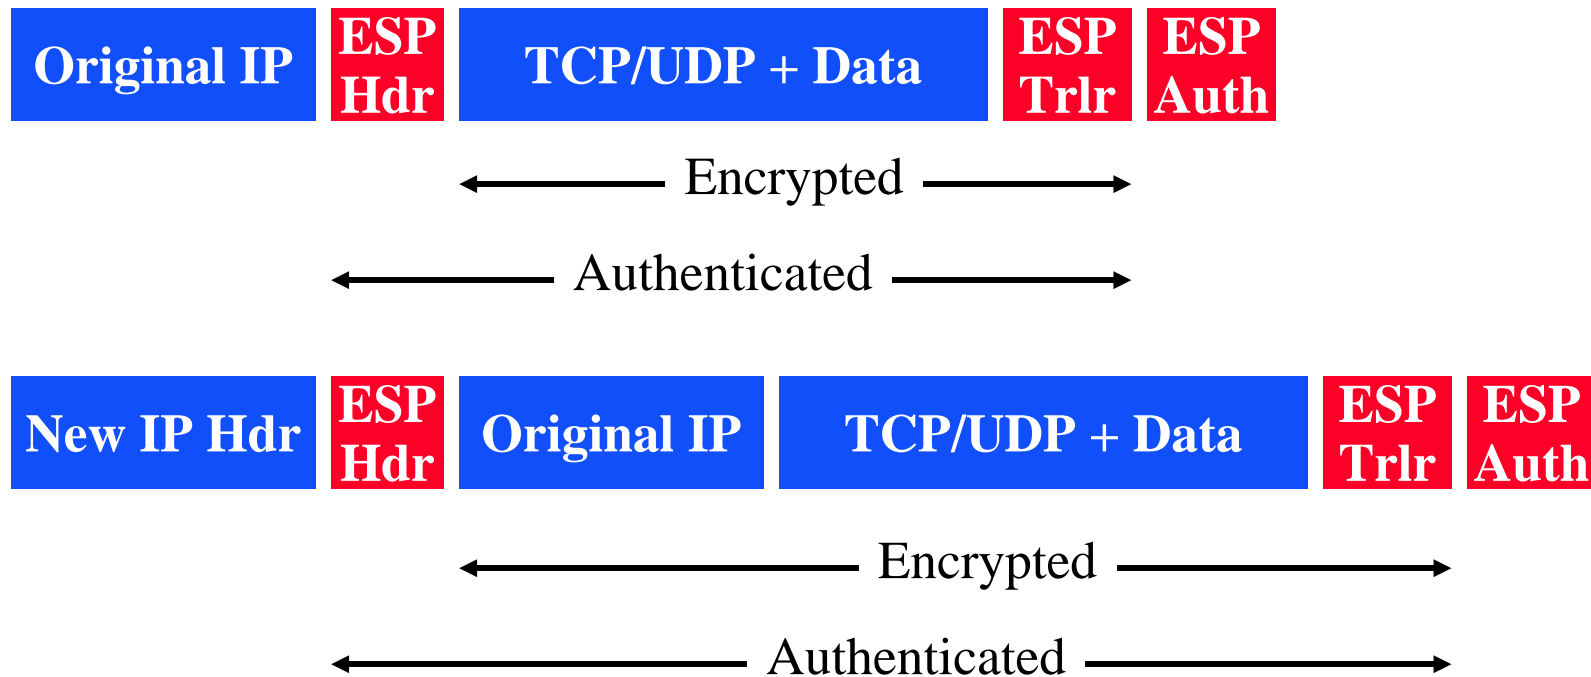 Original IP
ESP
Hdr
TCP/UDP + Data
ESP
Trlr
ESP
Auth
Encrypted
Authenticated
New IP Hdr
ESP
Hdr
Original IP
TCP/UDP + Data
ESP
Trlr
ESP
Auth
Encrypted
Authenticated